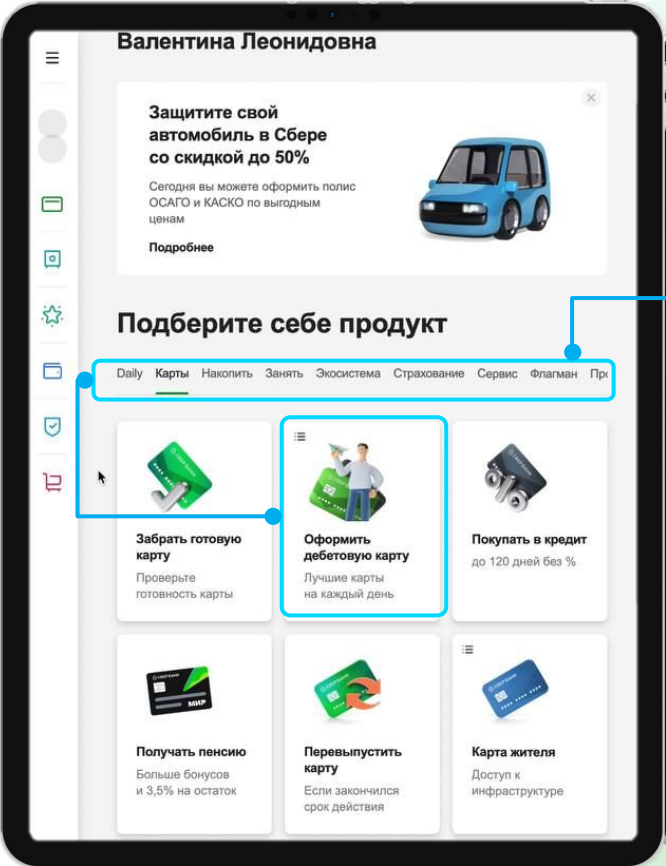 Валентина Леонидовна
Защитите свой
автомобиль в Сбере
со скидкой до 50%
Сегодня вы можете оформить полис
ОСАГО и КАСКО по выгодным
ценам
Подробнее
Подберите себе продукт
Daily Карты Накопить Занять Экосистема Страхование Сервис Флагман
Забрать готовую
карту
Проверьте
готовность карты
Оформить
дебетовую карту
Лучшие карты
на каждый день
Покупать в кредит
до 120 дней без %
МИР
Получать пенсию
Больше бонусов
и 3,5% на остаток
Перевыпустить
карту
Если закончился
срок действия
Карта жителя
Доступ к
инфраструктуре